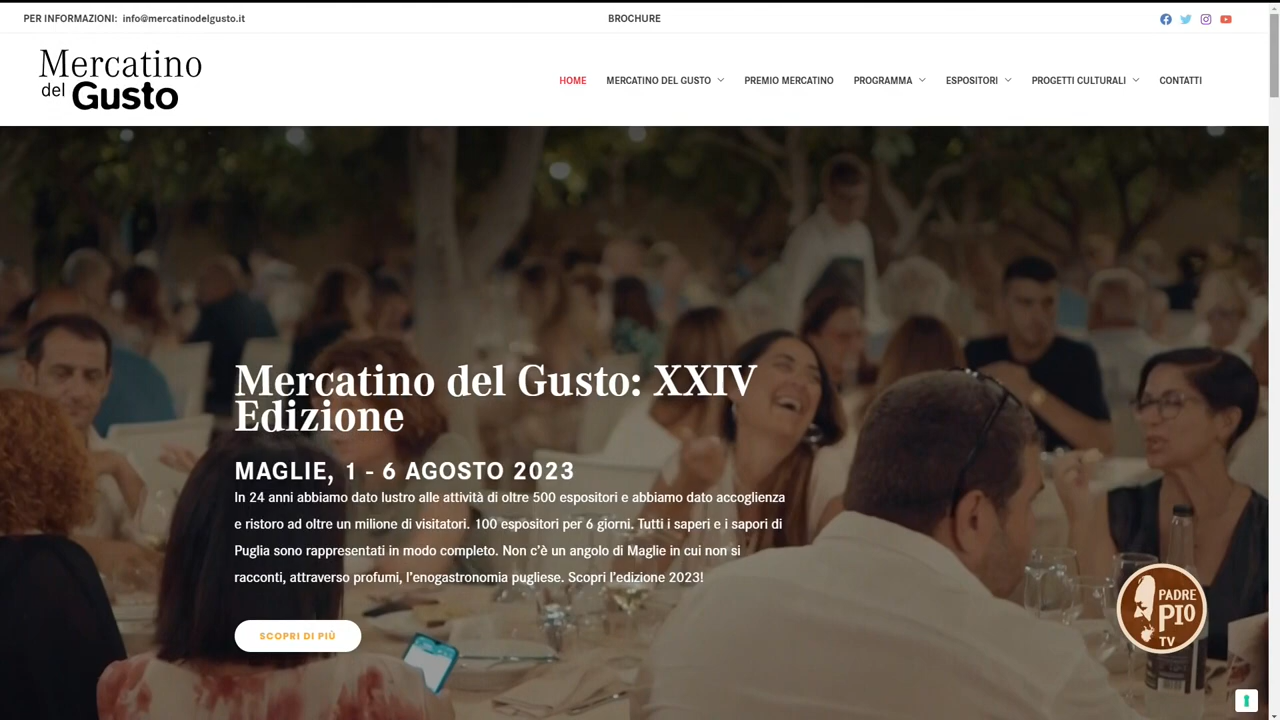 PER INFORMAZIONI: info@mercatinodelgusto.it
BROCHURE
Mercatino
del Gusto
HOME
MERCATINO DEL GUSTO
PREMIO MERCATINO
PROGRAMMA
ESPOSITORI
PROGETTI CULTURALI
CONTATTI
Mercatino del Gusto: XXIV
Edizione
MAGLIE, 1 - 6 AGOSTO 2023
In 24 anni abbiamo dato lustro alle attività di oltre 500 espositori e abbiamo dato accoglienza
e ristoro ad oltre un milione di visitatori. 100 espositori per 6 giorni. Tutti i saperi e i sapori di
Puglia sono rappresentati in modo completo. Non c'è un angolo di Maglie in cui non si
racconti, attraverso profumi, l'enogastronomia pugliese. Scopri l'edizione 2023!
SCOPRI DI PIÙ
PADRE
PIO
TV